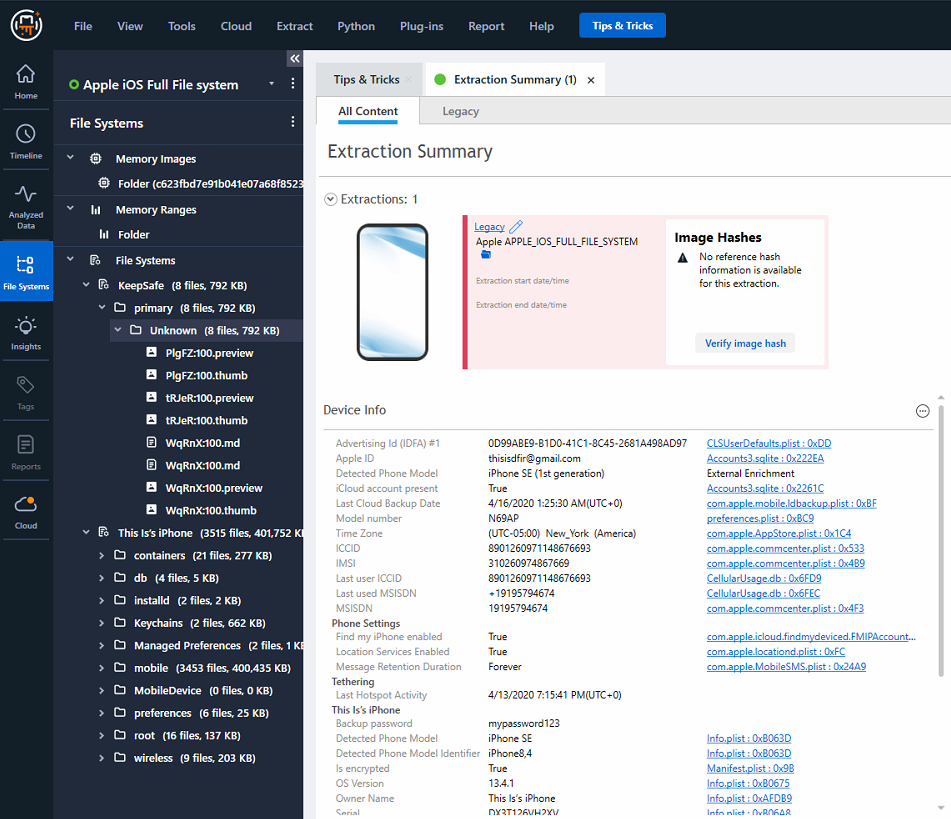 File View Tools Cloud Extract Python Plug-ins Report Help Tips & Tricks
«
Home
Timeline
Analyzed
Data
File Systems
Insights
Tags
Reports
Cloud
Apple iOS Full File system
File Systems
Memory Images
Folder (c623fbd7e91b041e07a68f8523
Memory Ranges
Folder
File Systems
KeepSafe (8 files, 792 KB)
primary (8 files, 792 KB)
Unknown (8 files, 792 KB)
PlgFZ:100.preview
PlgFZ:100.thumb
tRJeR:100.preview
tRJeR:100.thumb
WqRnX:100.md
WqRnX:100.md
WqRnX:100.preview
WqRnX:100.thumb
This Is's iPhone (3515 files, 401,752 K
containers (21 files, 277 KB)
db (4 files, 5 KB)
installd (2 files, 2 KB)
Keychains (2 files, 662 KB)
Managed Preferences (2 files, 1 KB
mobile (3453 files, 400,435 KB)
MobileDevice (0 files, 0 KB)
preferences (6 files, 25 KB)
root (16 files, 137 KB)
wireless (9 files, 203 KB)
Tips & Tricks × Extraction Summary (1) ×
All Content Legacy
Extraction Summary
Extractions: 1
Legacy
Apple APPLE_IOS_FULL_FILE_SYSTEM
Extraction start date/time
Extraction end date/time
Image Hashes
No reference hash
information is available
for this extraction.
Verify image hash
Device Info
Advertising Id (IDFA) #1 0D99ABE9-B1D0-41C1-8C45-2681A498AD97 CLSUserDefaults.plist : 0xDD
Apple ID thisisdfir@gmail.com Accounts3.sqlite : 0x222EA
Detected Phone Model iPhone SE (1st generation) External Enrichment
iCloud account present True Accounts3.sqlite : 0x2261C
Last Cloud Backup Date 4/16/2020 1:25:30 AM(UTC+0) com.apple.mobile.ldbackup.plist : 0xBF
Model number N69AP preferences.plist : 0xBC9
Time Zone (UTC-05:00) New_York (America) com.apple.AppStore.plist : 0x1C4
ICCID 8901260971148676693 com.apple.commcenter.plist : 0x533
IMSI 310260974867669 com.apple.commcenter.plist : 0x4B9
Last user ICCID 8901260971148676693 CellularUsage.db : 0x6FD9
Last used MSISDN +19195794674 CellularUsage.db : 0x6FEC
MSISDN 19195794674 com.apple.commcenter.plist : 0x4F3
Phone Settings
Find my iPhone enabled True com.apple.icloud.findmydeviced.FMIPAccount...
Location Services Enabled True com.apple.locationd.plist : 0xFC
Message Retention Duration Forever com.apple.MobileSMS.plist : 0x24A9
Tethering
Last Hotspot Activity 4/13/2020 7:15:41 PM(UTC+0)
This Is's iPhone
Backup password mypassword123
Detected Phone Model iPhone SE Info.plist : 0xB063D
Detected Phone Model Identifier iPhone8,4 Info.plist : 0xB063D
Is encrypted True Manifest.plist : 0x9B
OS Version 13.4.1 Info.plist : 0xB0675
Owner Name This Is's iPhone Info.plist : 0xAFDB9
Serial DX3T126VH2XV Info.plist : 0xB06A8